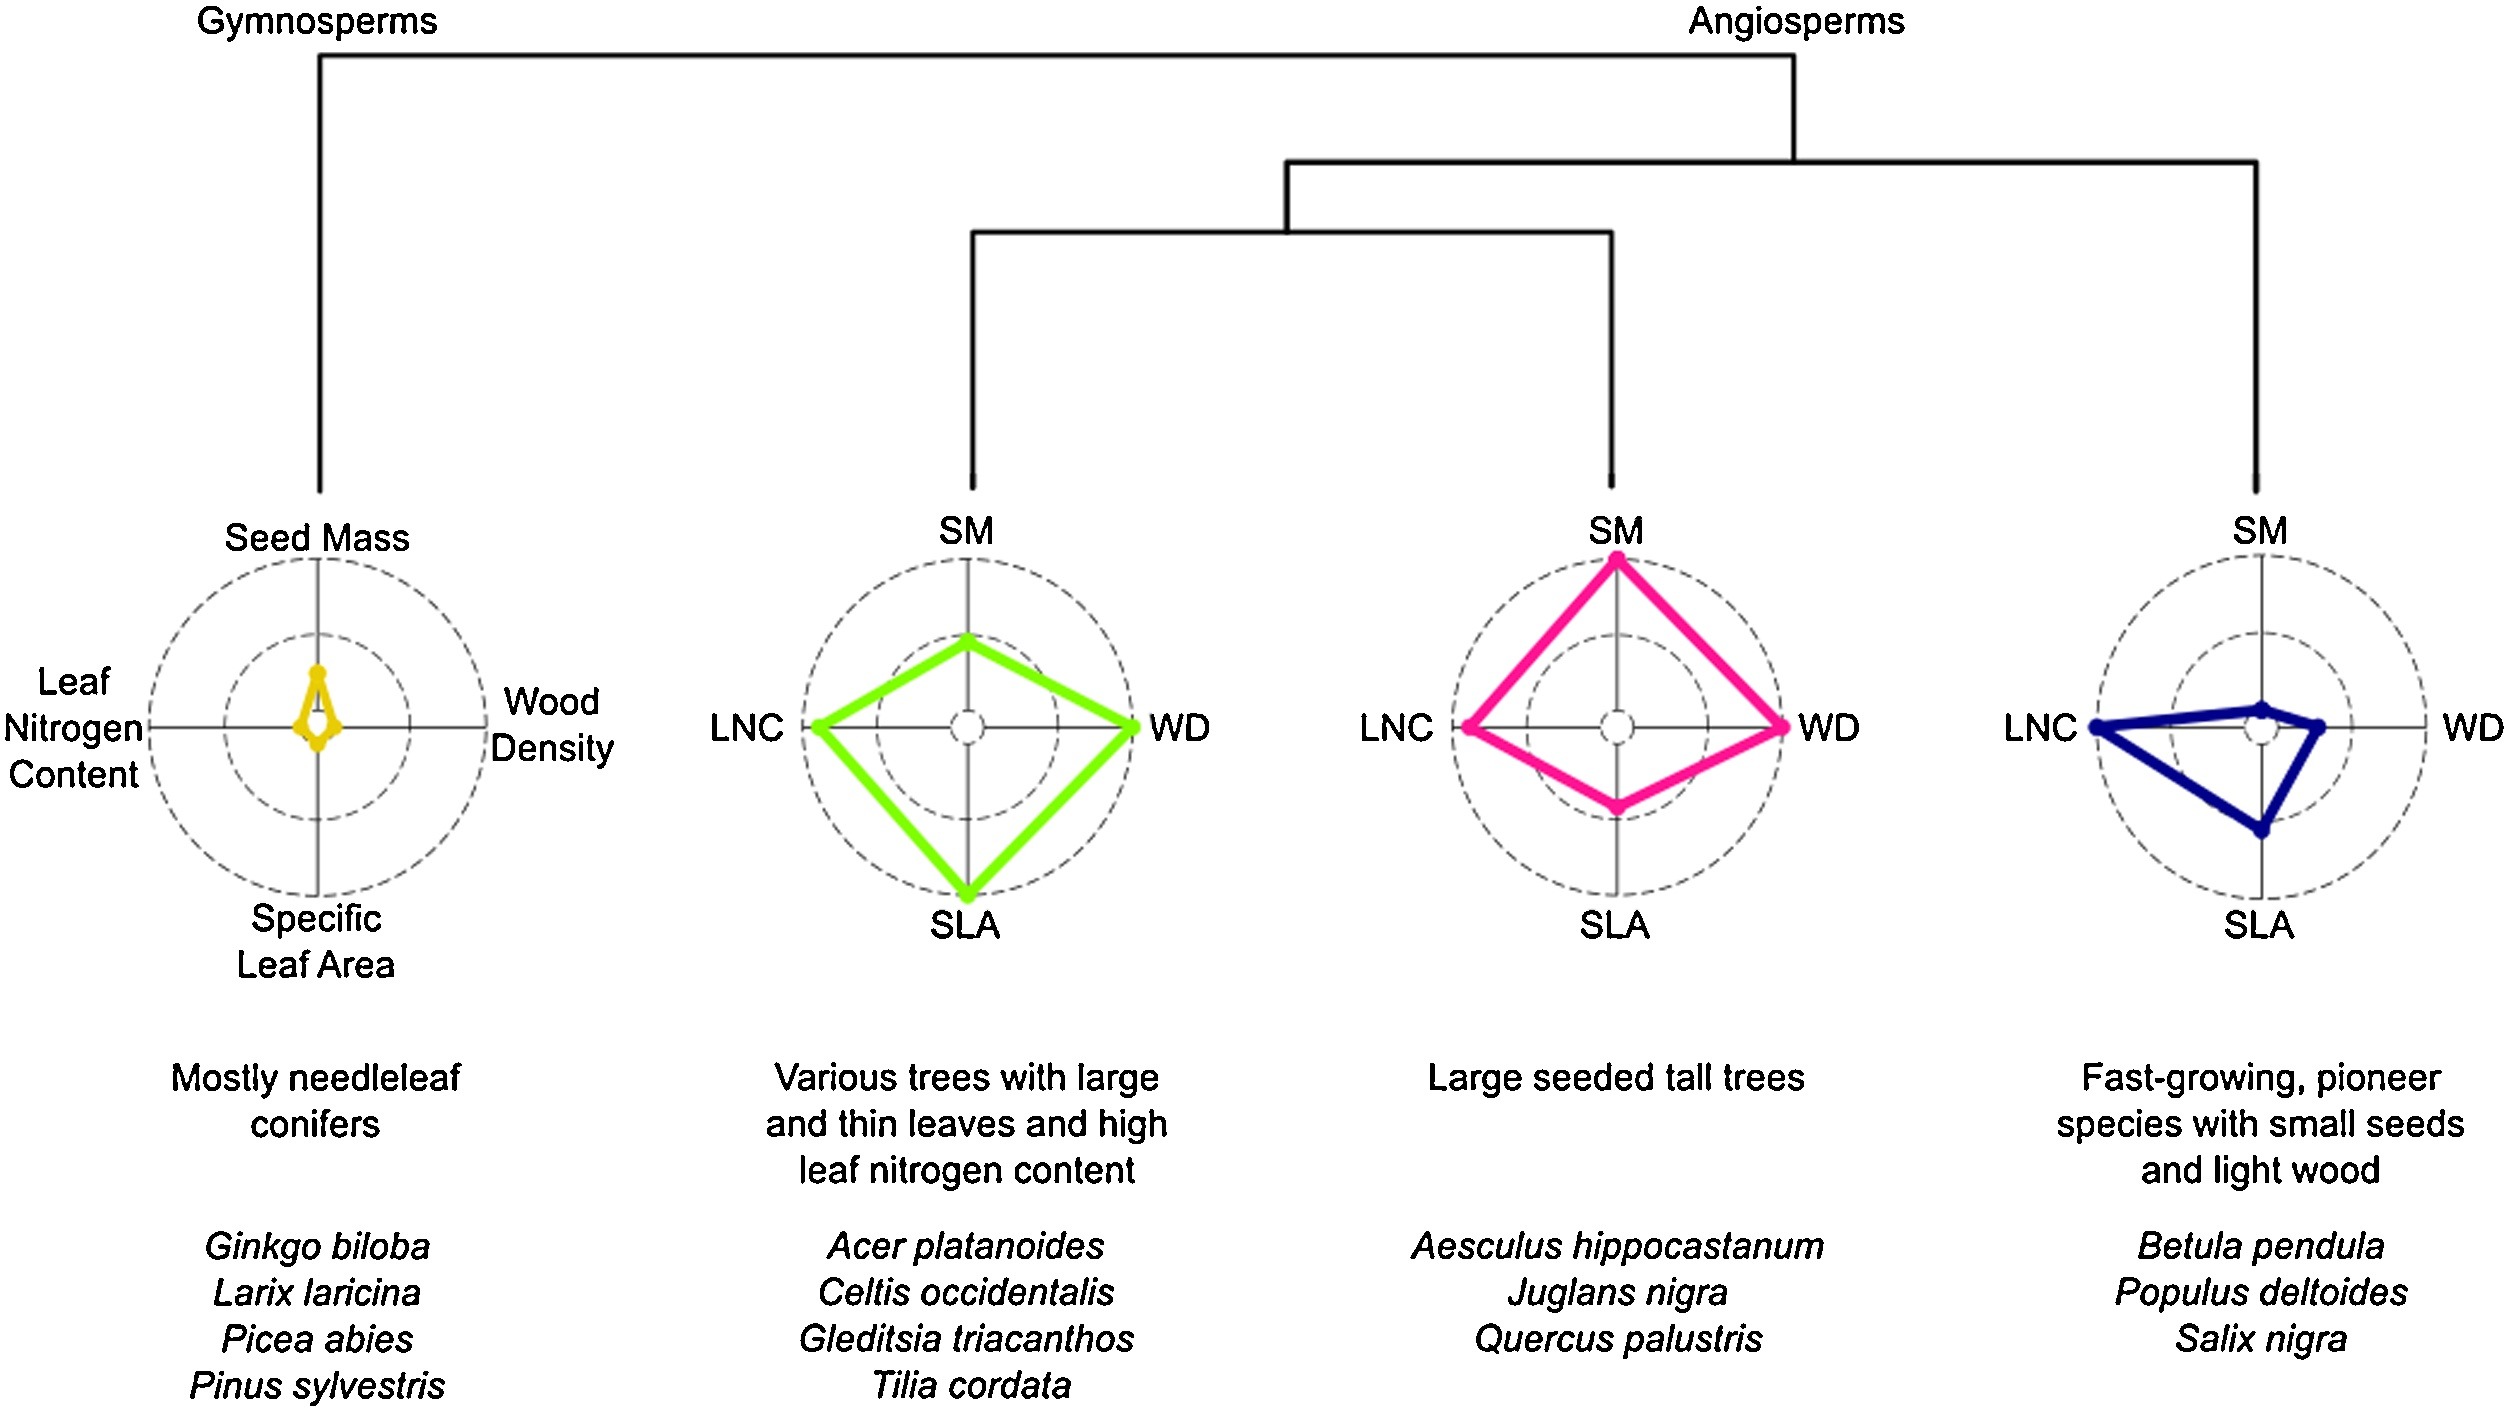 Gymnosperms
Angiosperms
Seed Mass
Leaf
Nitrogen
Content
Wood
Density
Specific
Leaf Area
SM
LNC
WD
SLA
SM
LNC
WD
SLA
SM
LNC
WD
SLA
Mostly needleleaf
conifers
Various trees with large
and thin leaves and high
leaf nitrogen content
Large seeded tall trees
Fast-growing, pioneer
species with small seeds
and light wood
Ginkgo biloba
Larix laricina
Picea abies
Pinus sylvestris
Acer platanoides
Celtis occidentalis
Gleditsia triacanthos
Tilia cordata
Aesculus hippocastanum
Juglans nigra
Quercus palustris
Betula pendula
Populus deltoides
Salix nigra